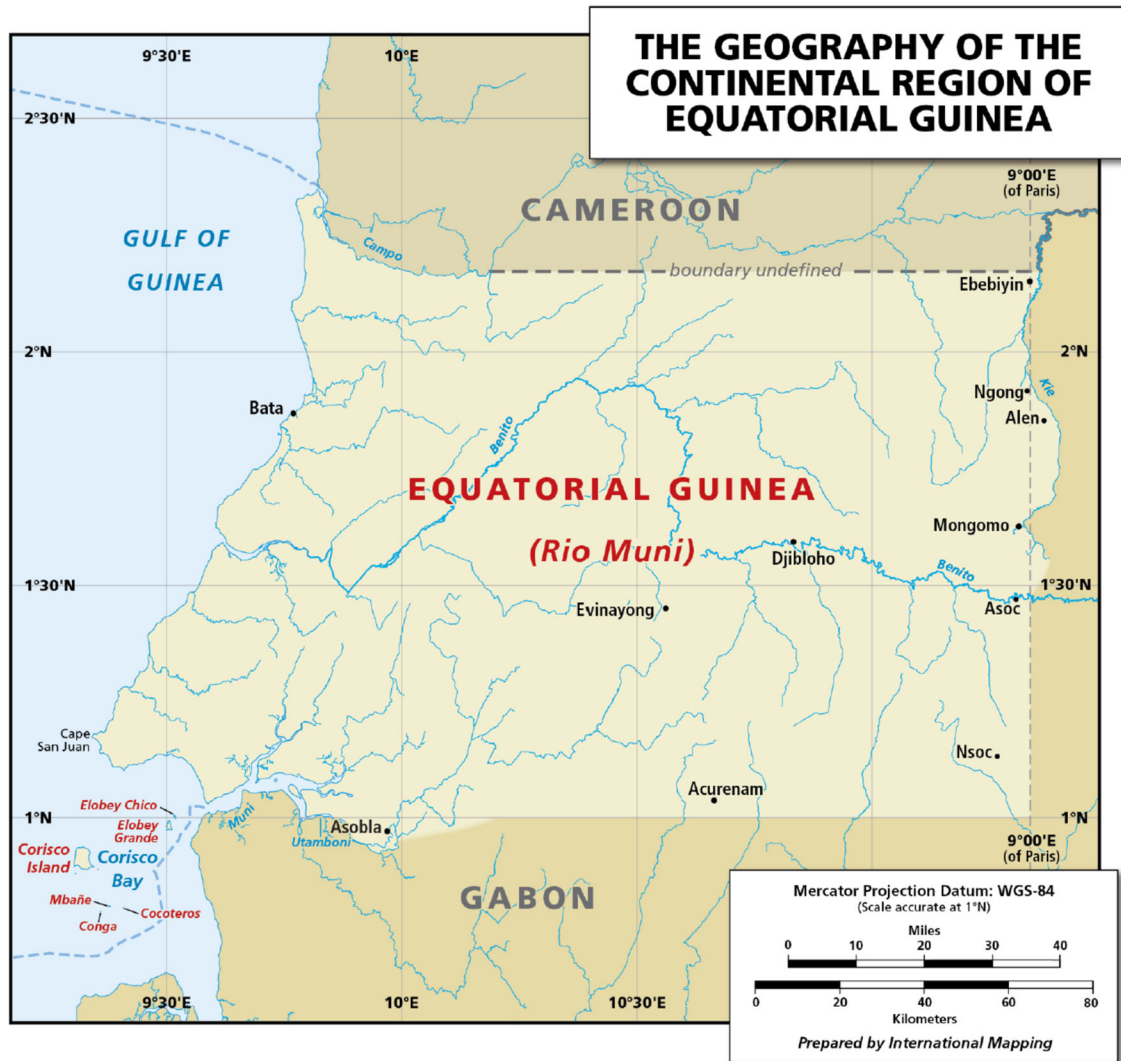 THE GEOGRAPHY OF THE
CONTINENTAL REGION OF
EQUATORIAL GUINEA
9°30'E
10°E
2°30'N
9°00'E
(of Paris)
CAMEROON
GULF OF
GUINEA
Campo
boundary undefined
Ebebiyin
2°N
2°N
Kie
Ngong
Alen
Bata
Benito
EQUATORIAL GUINEA
(Rio Muni)
Mongomo
Djibloho
Benito
1°30'N
1°30'N
Evinayong
Asoc
Cape
San Juan
Nsoc
Acurenam
Elobey Chico
Muni
1°N
1°N
Elobey
Grande
Asobla
Utamboni
9°00'E
(of Paris)
Corisco
Island
Corisco
Bay
GABON
Mbañe
Cocoteros
Conga
9°30'E
10°E
10°30'E
Mercator Projection Datum: WGS-84
(Scale accurate at 1°N)
Miles
0 10 20 30 40
0 20 40 60 80
Kilometers
Prepared by International Mapping